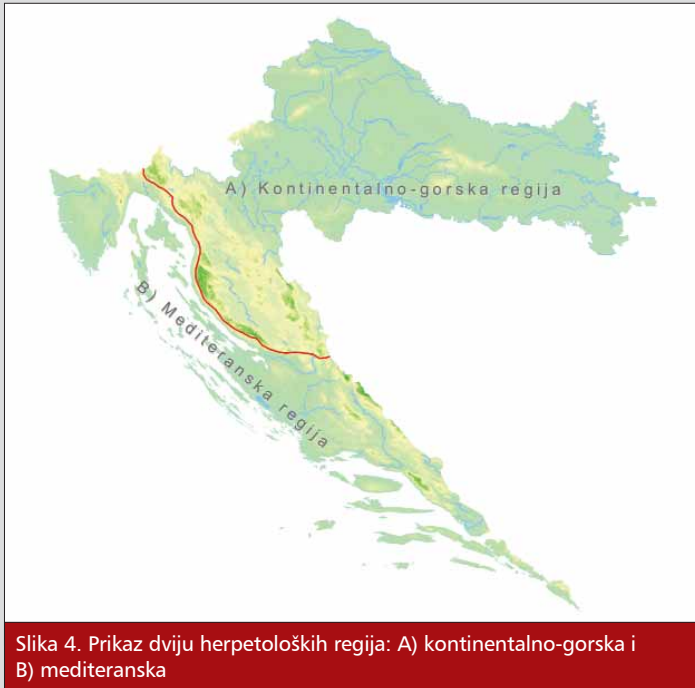 A) Kontinentalno-gorska regija
B) Mediteranska regija
Slika 4. Prikaz dviju herpetoloških regija: A) kontinentalno-gorska i
B) mediteranska